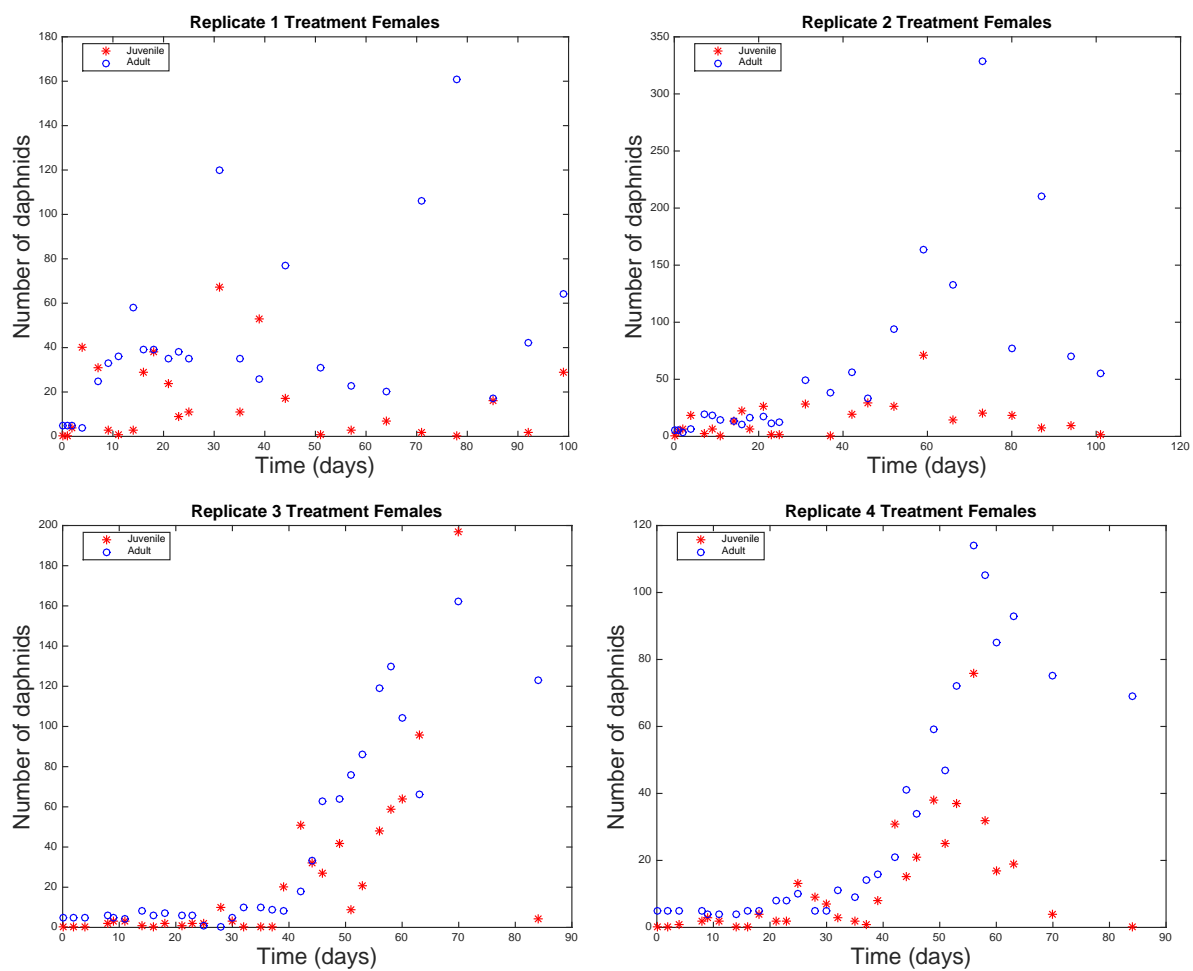 Replicate 1 Treatment Females
180
160
140
120
100
80
60
40
20
0
Number of daphnids
Juvenile
Adult
0 10 20 30 40 50 60 70 80 90 100
Time (days)
Replicate 2 Treatment Females
350
300
250
200
150
100
50
0
Number of daphnids
Juvenile
Adult
0 20 40 60 80 100 120
Time (days)
Replicate 3 Treatment Females
200
180
160
140
120
100
80
60
40
20
0
Number of daphnids
Juvenile
Adult
0 10 20 30 40 50 60 70 80 90
Time (days)
Replicate 4 Treatment Females
120
100
80
60
40
20
0
Number of daphnids
Juvenile
Adult
0 10 20 30 40 50 60 70 80 90
Time (days)